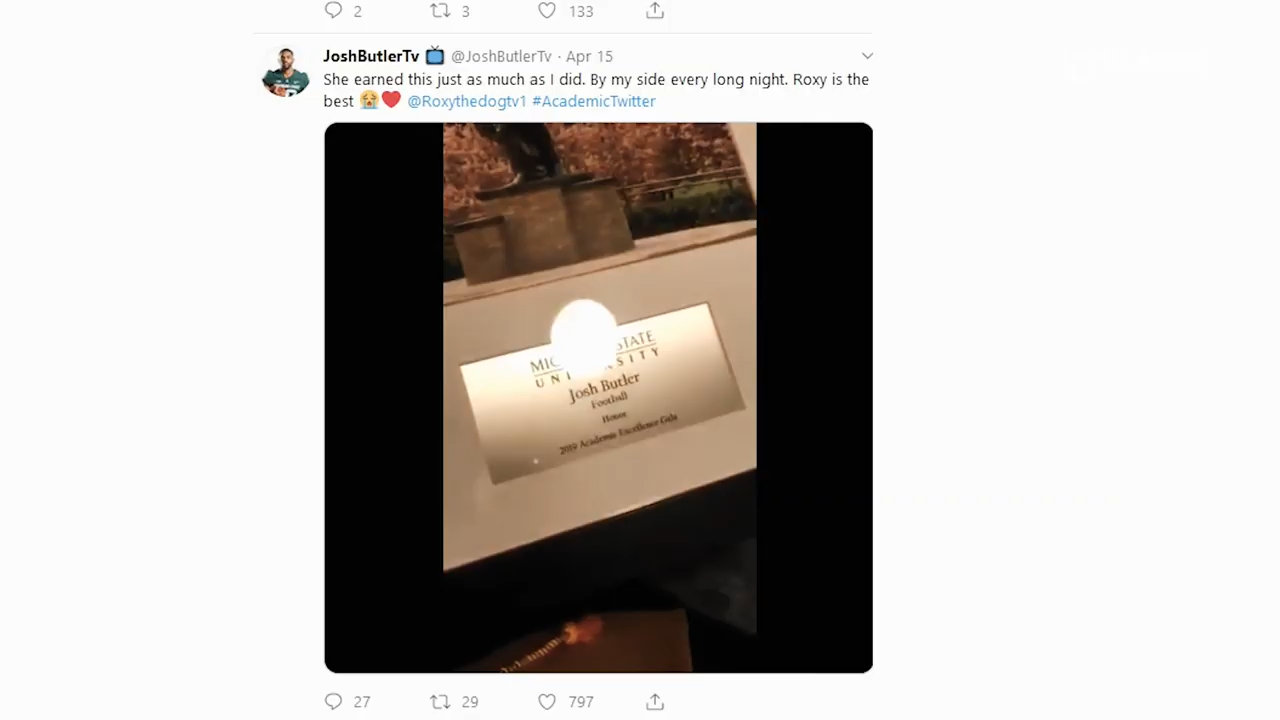 2 3 133
JoshButlerTv @JoshButlerTv · Apr 15
She earned this just as much as I did. By my side every long night. Roxy is the
best 😭❤️ @Roxythedogtv1 #AcademicTwitter
STATE
Josh Butler
Football
2019 Academic Excellence Gala
27 29 797